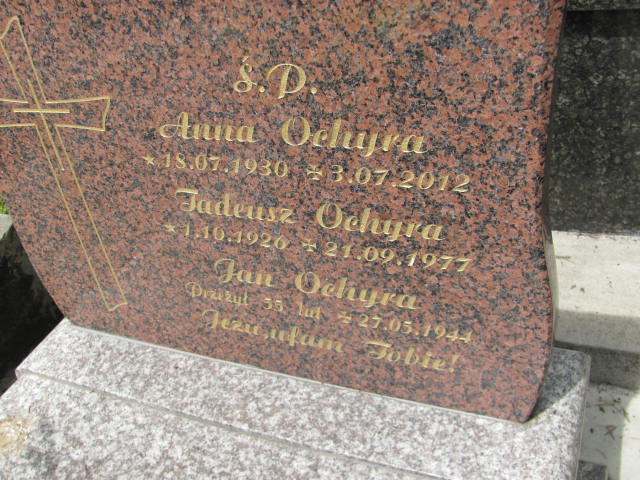 Ś.P.
Anna Ochyra
* 18.07.1930 ✝ 3.07.2012
Tadeusz Ochyra
* 1.10.1926 ✝ 21.09.1977
Jan Ochyra
Przeżył 55 lat ✝ 27.05.1944
Jezu, ufam Tobie!